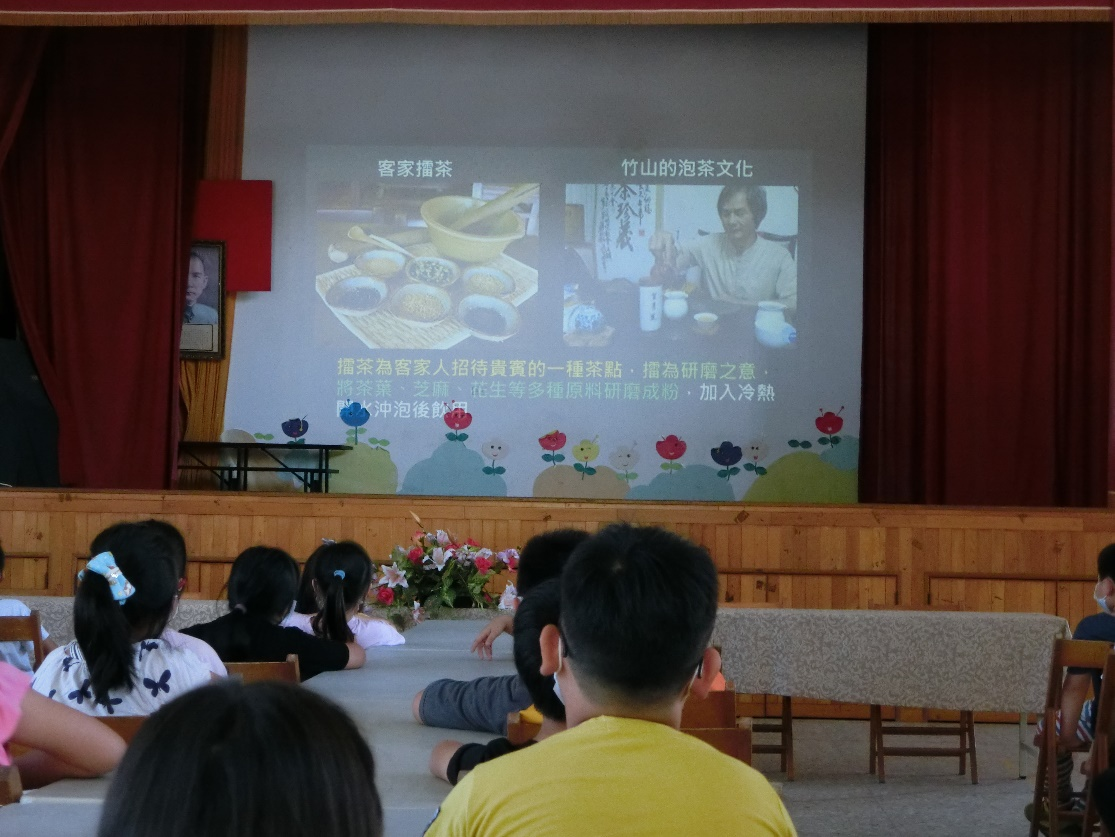 客家擂茶
竹山的泡茶文化
擂茶為客家人招待貴賓的一種茶點，擂為研磨之意，
將茶葉、芝麻、花生等多種原料研磨成粉，加入冷熱
水沖泡後飲用